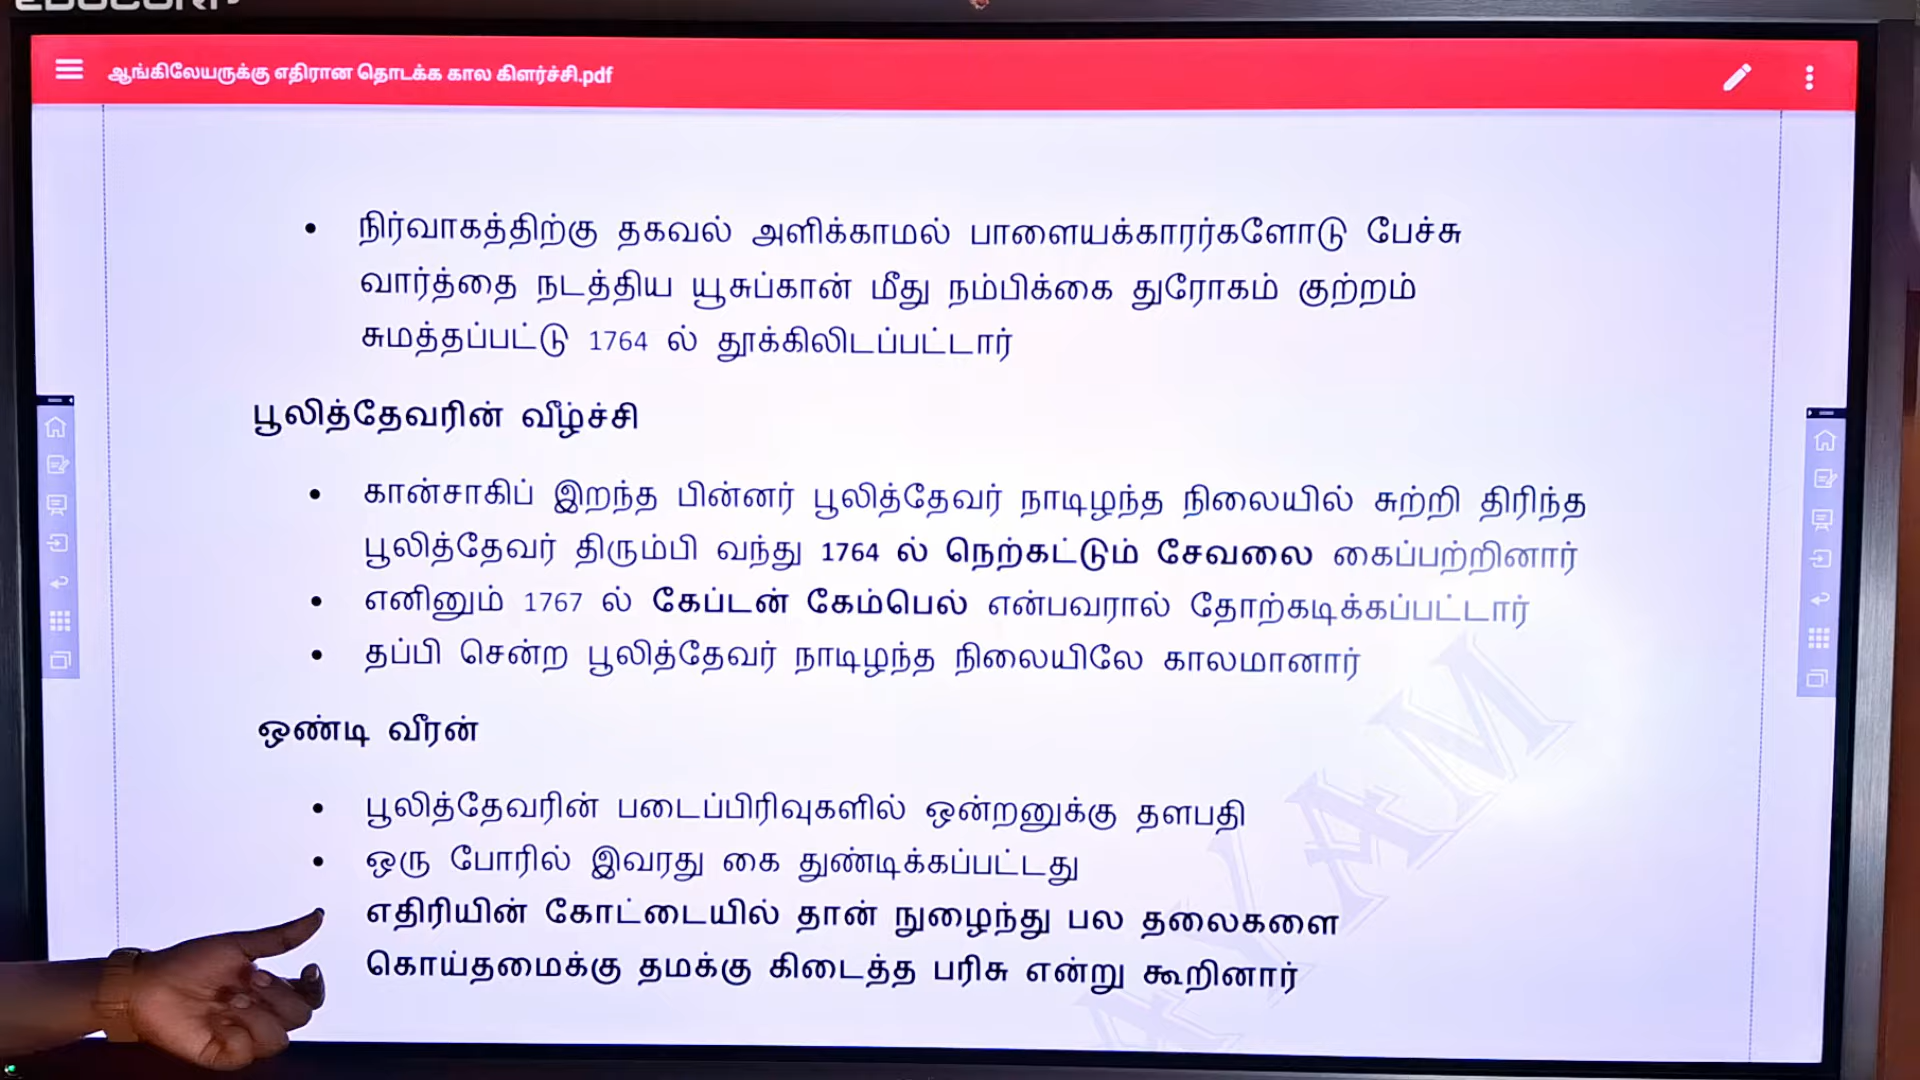 ஆங்கிலேயருக்கு எதிரான தொடக்க கால கிளர்ச்சி.pdf
• நிர்வாகத்திற்கு தகவல் அளிக்காமல் பாளையக்காரர்களோடு பேச்சு
வார்த்தை நடத்திய யூசுப்கான் மீது நம்பிக்கை துரோகம் குற்றம்
சுமத்தப்பட்டு 1764 ல் தூக்கிலிடப்பட்டார்
பூலித்தேவரின் வீழ்ச்சி
• கான்சாகிப் இறந்த பின்னர் பூலித்தேவர் நாடிழந்த நிலையில் சுற்றி திரிந்த
பூலித்தேவர் திரும்பி வந்து 1764 ல் நெற்கட்டும் சேவலை கைப்பற்றினார்
• எனினும் 1767 ல் கேப்டன் கேம்பெல் என்பவரால் தோற்கடிக்கப்பட்டார்
• தப்பி சென்ற பூலித்தேவர் நாடிழந்த நிலையிலே காலமானார்
ஒண்டி வீரன்
• பூலித்தேவரின் படைப்பிரிவுகளில் ஒன்றனுக்கு தளபதி
• ஒரு போரில் இவரது கை துண்டிக்கப்பட்டது
• எதிரியின் கோட்டையில் தான் நுழைந்து பல தலைகளை
கொய்தமைக்கு தமக்கு கிடைத்த பரிசு என்று கூறினார்